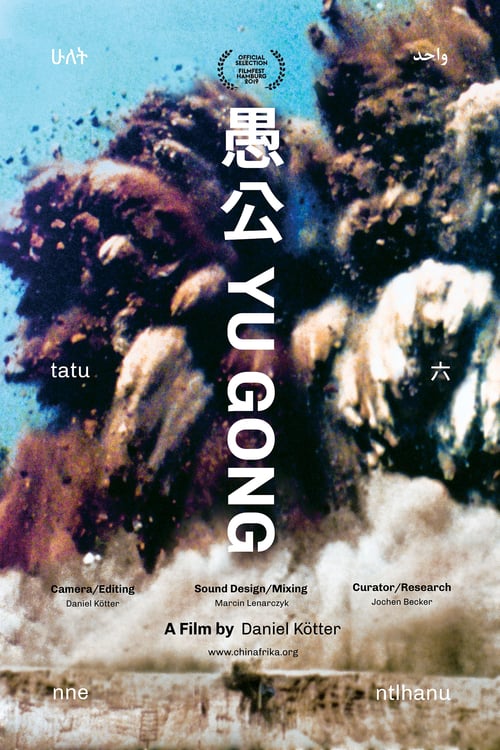 ሁለት
واحد
OFFICIAL
SELECTION
FILMFEST
HAMBURG
2019
愚公 YU GONG
tatu
六
Camera/Editing
Daniel Kötter
Sound Design/Mixing
Marcin Lenarczyk
Curator/Research
Jochen Becker
A Film by Daniel Kötter
www.chinafrika.org
nne
ntlhanu